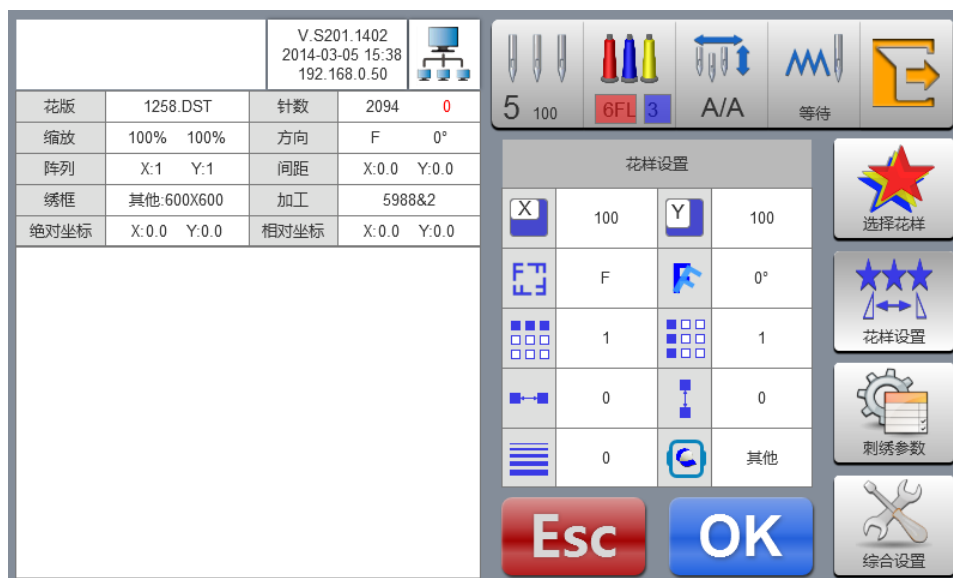 V.S201.1402
2014-03-05 15:38
192.168.0.50
花版 1258.DST 针数 2094 0
缩放 100% 100% 方向 F 0°
阵列 X:1 Y:1 间距 X:0.0 Y:0.0
绣框 其他:600X600 加工 5988&2
绝对坐标 X:0.0 Y:0.0 相对坐标 X:0.0 Y:0.0
5 100 6FL 3 A/A 等待
花样设置
X 100 Y 100
F 0°
1 1
0 0
0 其他
Esc OK
选择花样
花样设置
刺绣参数
综合设置